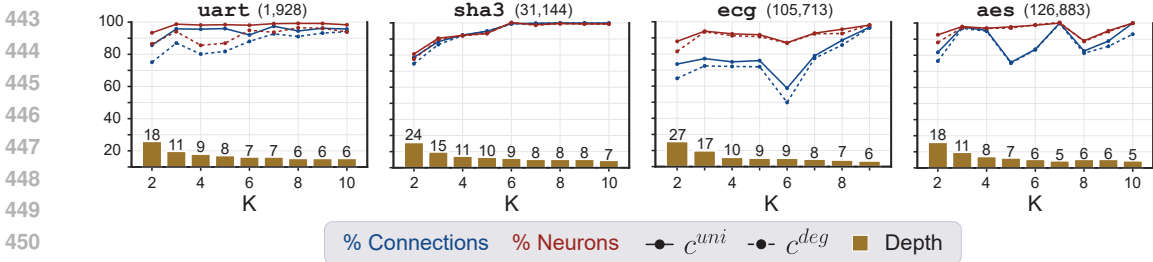 443
444
445
446
447
448
449
450
uart (1,928)
100
80
60
40
20
18 11 9 8 7 7 6 6 6
2 4 6 8 10
K
sha3 (31,144)
24 15 11 10 9 8 8 8 7
2 4 6 8 10
K
ecg (105,713)
27 17 10 9 9 8 7 6
2 4 6 8
K
aes (126,883)
18 11 8 7 6 5 6 6 5
2 4 6 8 10
K
% Connections % Neurons c^uni c^deg Depth